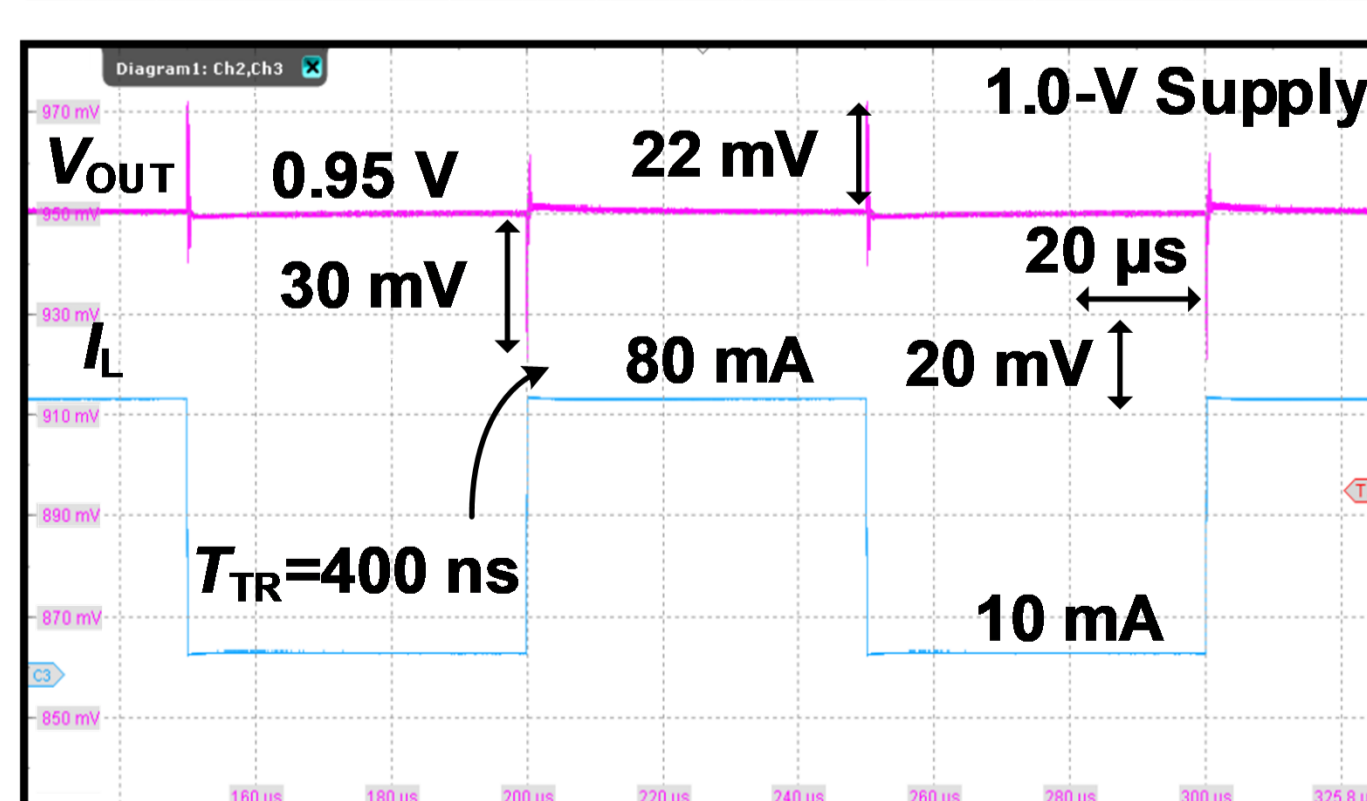 Diagram1: Ch2,Ch3
1.0-V Supply
970 mV
VOUT
0.95 V
22 mV
950 mV
20 µs
30 mV
930 mV
IL
80 mA
20 mV
910 mV
T
890 mV
TTR=400 ns
870 mV
10 mA
C3
850 mV
160 µs 180 µs 200 µs 220 µs 240 µs 260 µs 280 µs 300 µs 325.8 µ